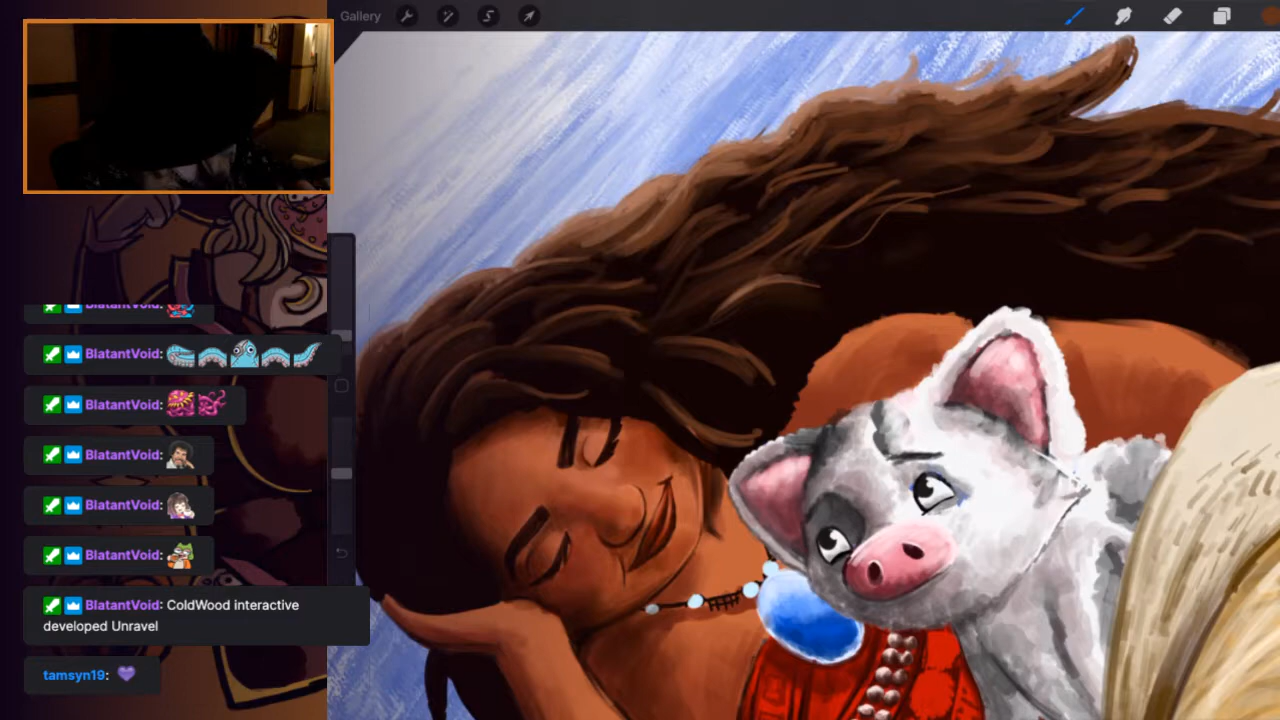 Gallery
BlatantVoid:
BlatantVoid:
BlatantVoid:
BlatantVoid:
BlatantVoid:
BlatantVoid:
BlatantVoid: ColdWood interactive
developed Unravel
tamsyn19: